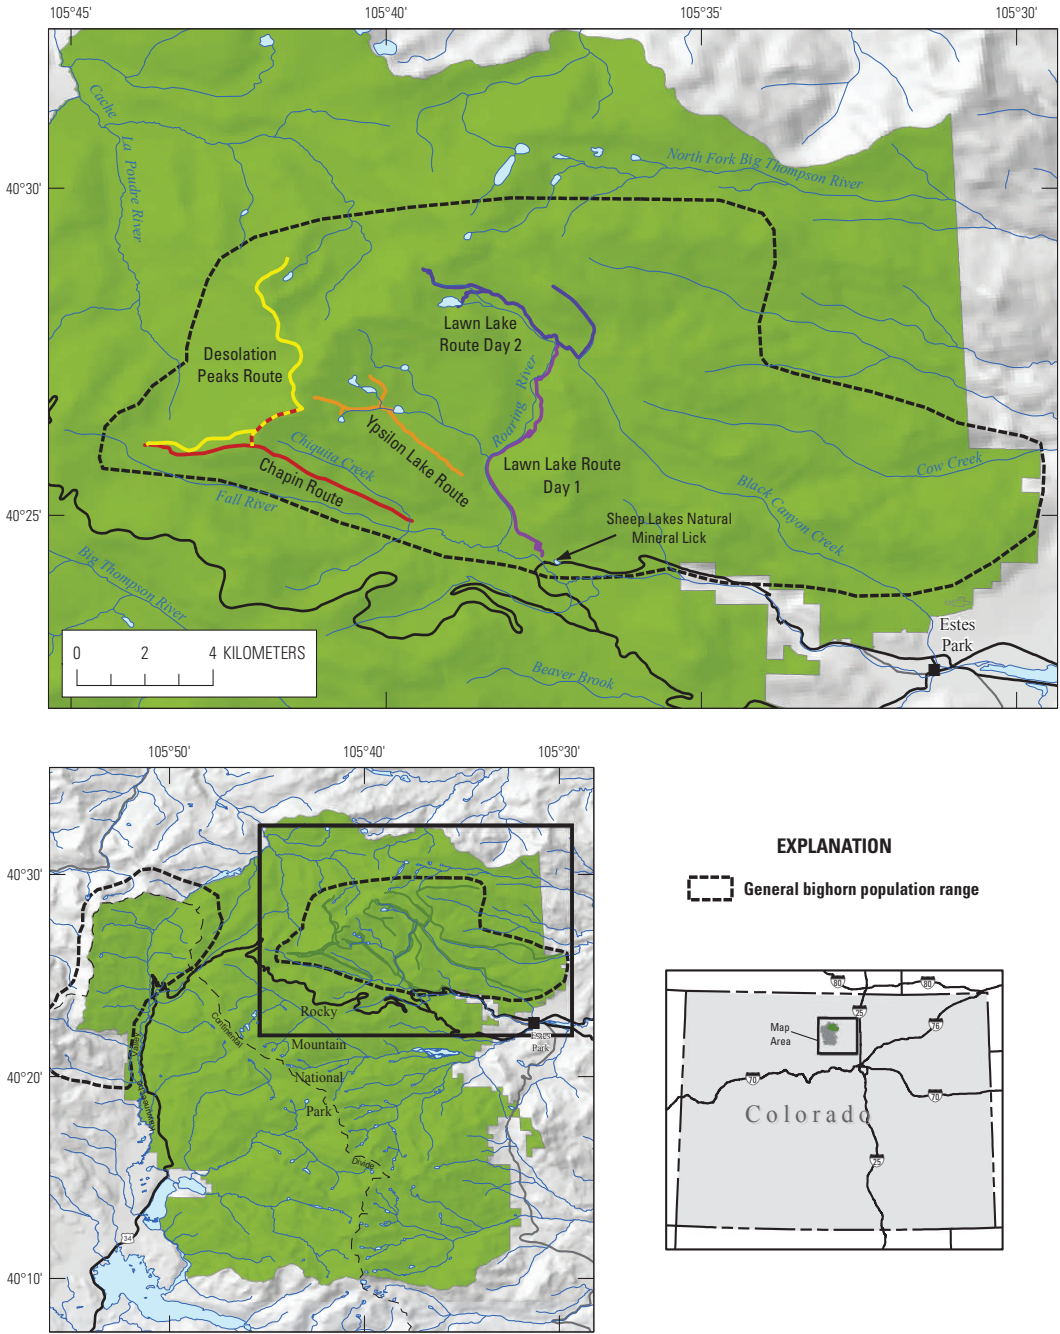 105°45'
105°40'
105°35'
105°30'
Cache
La Poudre River
North Fork Big Thompson River
40°30'
Lawn Lake
Route Day 2
Desolation
Peaks Route
Roaring River
Ypsilon Lake Route
Chiquita Creek
Chapin Route
Lawn Lake Route
Day 1
Cow Creek
Black Canyon Creek
Fall River
40°25'
Sheep Lakes Natural
Mineral Lick
Big Thompson River
Estes
Park
0 2 4 KILOMETERS
Beaver Brook
105°50'
105°40'
105°30'
40°30'
Continental
Rocky
Mountain
National
Park
Estes
Park
Valley
Kawuneeche
40°20'
Divide
34
40°10'
EXPLANATION
General bighorn population range
80
80
25
76
Map
Area
70
70
Colorado
25